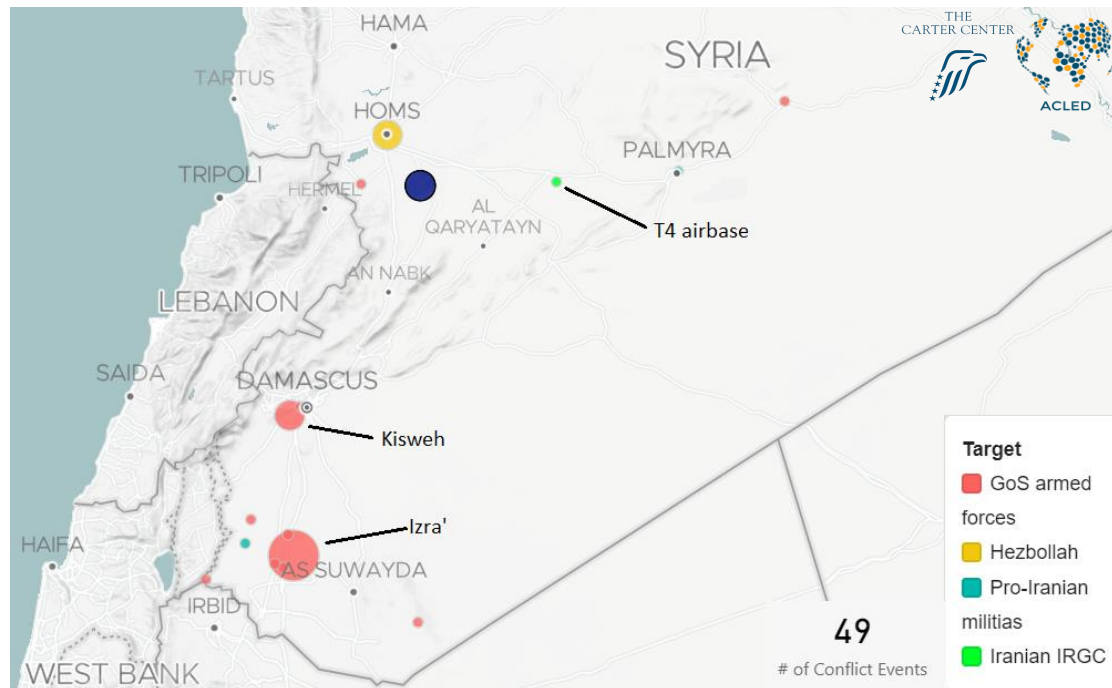 THE
CARTER CENTER
ACLED
HAMA
SYRIA
TARTUS
HOMS
PALMYRA
TRIPOLI
HERMEL
AL
QARYATAYN
T4 airbase
AN NABK
LEBANON
SAIDA
DAMASCUS
Kisweh
Izra'
HAIFA
AS SUWAYDA
IRBID
WEST BANK
49
# of Conflict Events
Target
GoS armed
forces
Hezbollah
Pro-Iranian
militias
Iranian IRGC